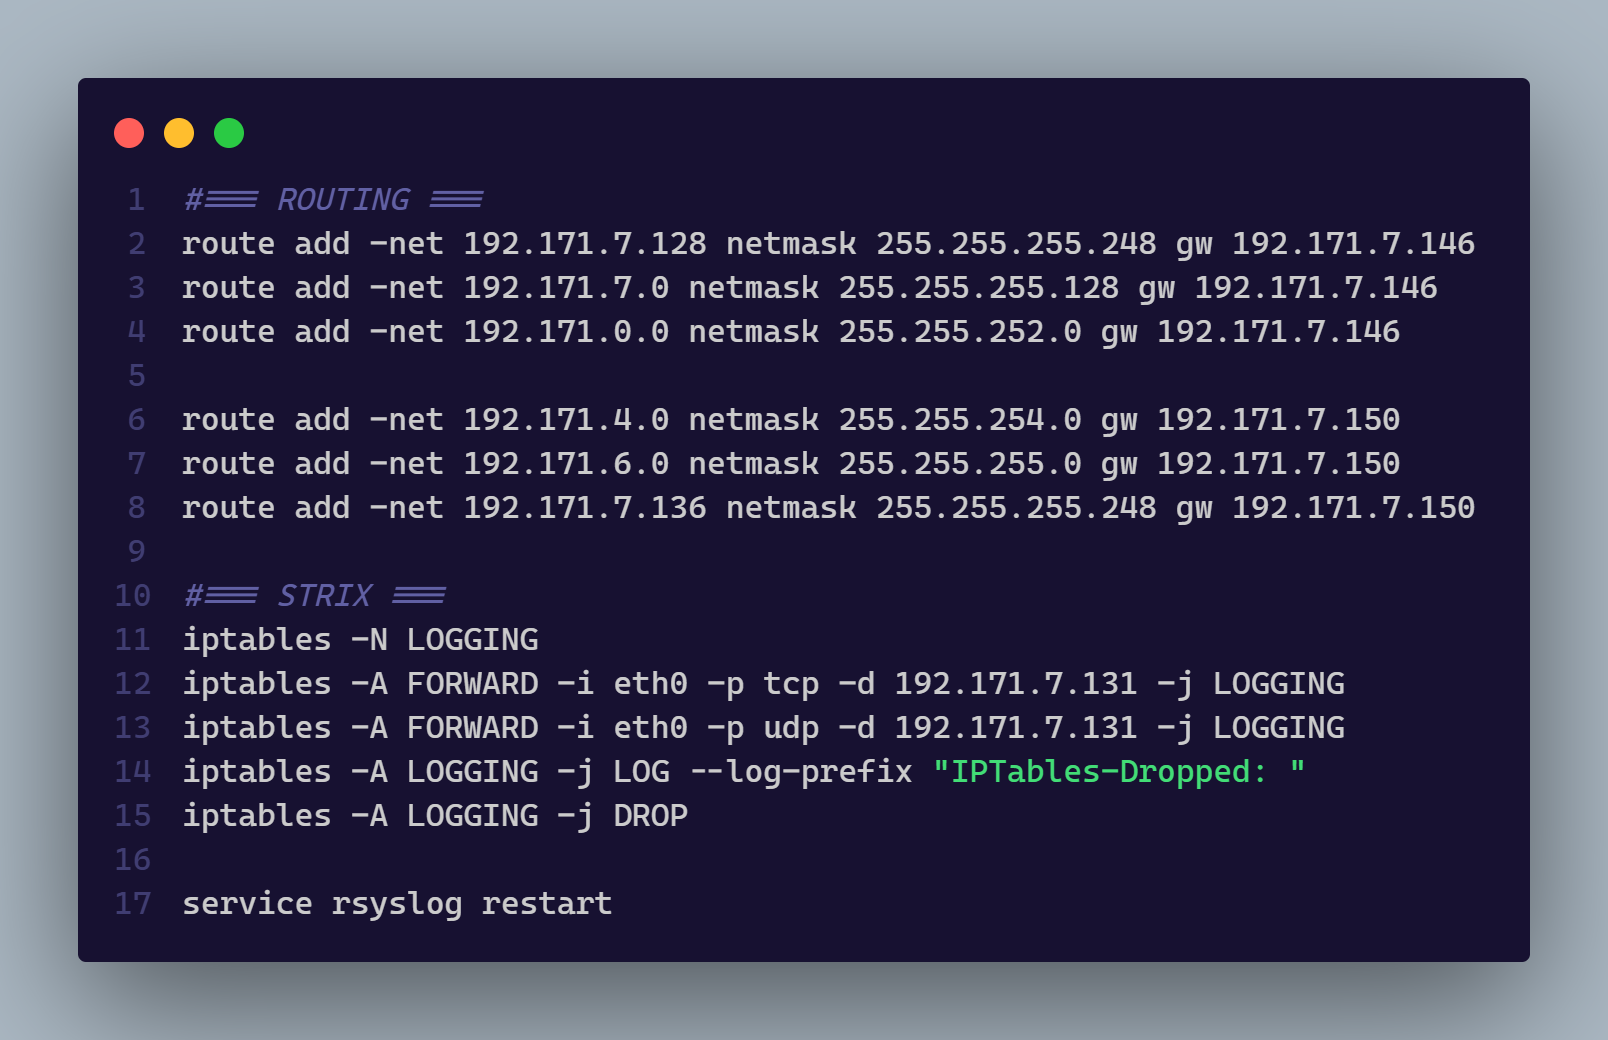 1 #=== ROUTING ===
2 route add -net 192.171.7.128 netmask 255.255.255.248 gw 192.171.7.146
3 route add -net 192.171.7.0 netmask 255.255.255.128 gw 192.171.7.146
4 route add -net 192.171.0.0 netmask 255.255.252.0 gw 192.171.7.146
5
6 route add -net 192.171.4.0 netmask 255.255.254.0 gw 192.171.7.150
7 route add -net 192.171.6.0 netmask 255.255.255.0 gw 192.171.7.150
8 route add -net 192.171.7.136 netmask 255.255.255.248 gw 192.171.7.150
9
10 #=== STRIX ===
11 iptables -N LOGGING
12 iptables -A FORWARD -i eth0 -p tcp -d 192.171.7.131 -j LOGGING
13 iptables -A FORWARD -i eth0 -p udp -d 192.171.7.131 -j LOGGING
14 iptables -A LOGGING -j LOG --log-prefix "IPTables-Dropped: "
15 iptables -A LOGGING -j DROP
16
17 service rsyslog restart